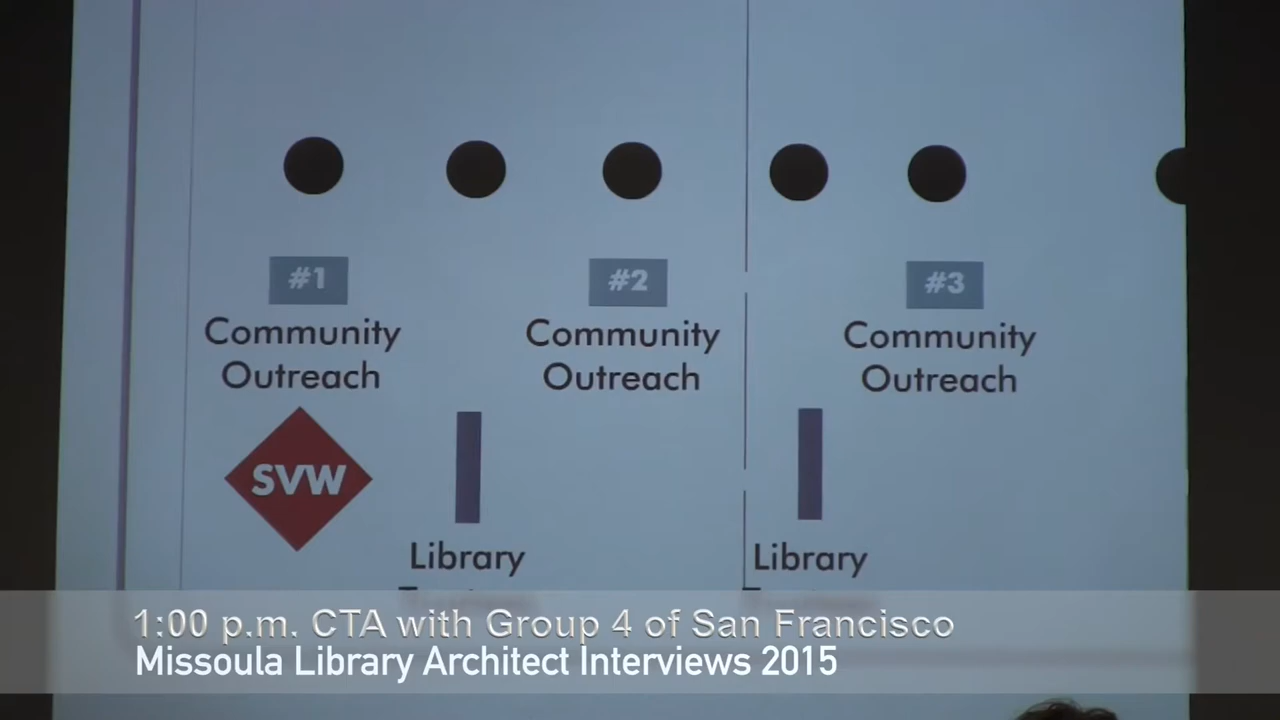 #1 #2 #3
Community Community Community
Outreach Outreach Outreach
SVW
Library Library
1:00 p.m. CTA with Group 4 of San Francisco
Missoula Library Architect Interviews 2015